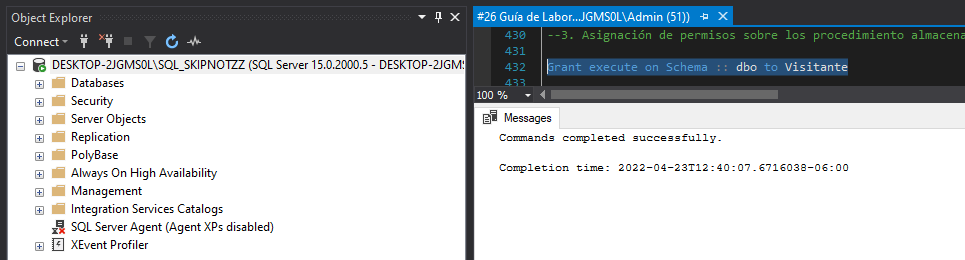 Object Explorer
Connect
DESKTOP-2JGMS0L\SQL_SKIPNOTZZ (SQL Server 15.0.2000.5 - DESKTOP-2JGMS
Databases
Security
Server Objects
Replication
PolyBase
Always On High Availability
Management
Integration Services Catalogs
SQL Server Agent (Agent XPs disabled)
XEvent Profiler
#26 Guía de Labor...JGMS0L\Admin (51))
430 --3. Asignación de permisos sobre los procedimiento almacena
431
432 Grant execute on Schema :: dbo to Visitante
100 %
Messages
Commands completed successfully.
Completion time: 2022-04-23T12:40:07.6716038-06:00